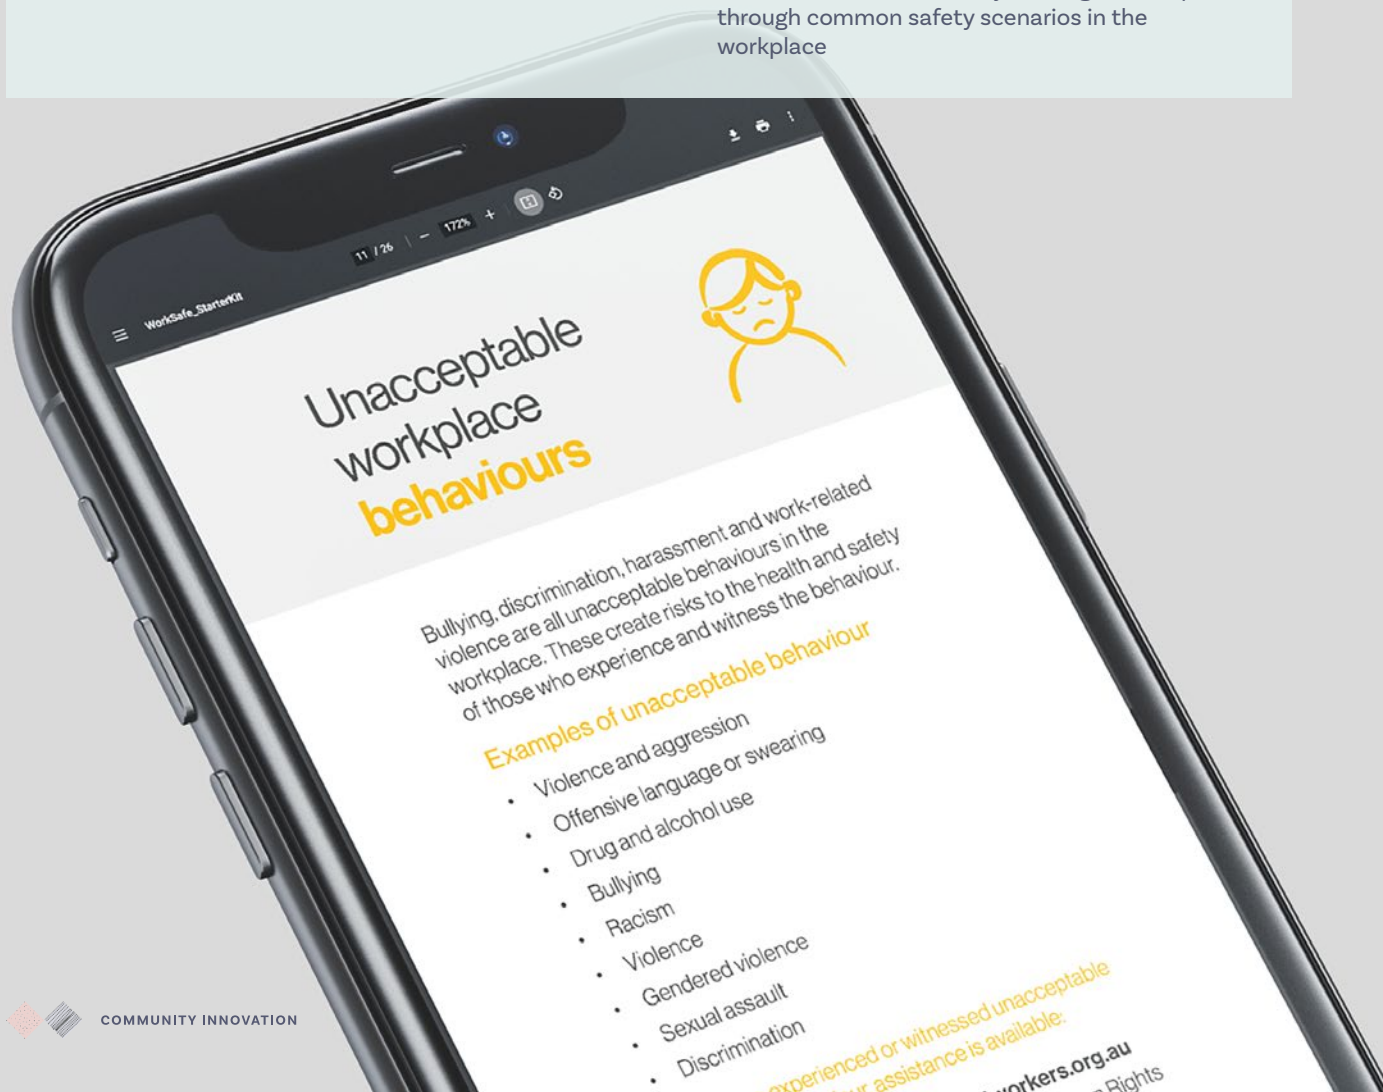 through common safety scenarios in the
workplace
11 / 26 | − 172% +
WorkSafe_StarterKit
Unacceptable
workplace
behaviours
Bullying, discrimination, harassment and work-related
violence are all unacceptable behaviours in the
workplace. These create risks to the health and safety
of those who experience and witness the behaviour.
Examples of unacceptable behaviour
• Violence and aggression
• Offensive language or swearing
• Drug and alcohol use
• Bullying
• Racism
• Violence
• Gendered violence
• Sexual assault
• Discrimination
experienced or witnessed unacceptable
assistance is available:
workers.org.au
Rights
COMMUNITY INNOVATION